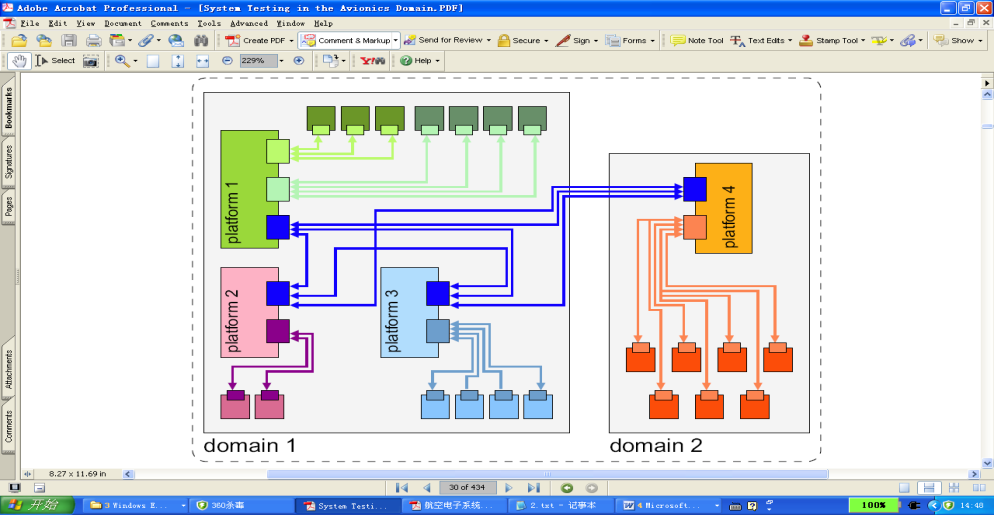 Adobe Acrobat Professional - [System Testing in the Avionics Domain.PDF]
File Edit View Document Comments Tools Advanced Window Help
Create PDF Comment & Markup Send for Review Secure Sign Forms Note Tool Text Edits Stamp Tool Show
Select 229% Y! Help
Bookmarks
Signatures
Pages
Attachments
Comments
platform 1
platform 2
platform 3
platform 4
domain 1
domain 2
8.27 x 11.69 in
30 of 434
开始 3 Windows E... 360杀毒 System Testi... 航空电子系统... 2.txt - 记事本 4 Microsoft... 100% 14:48